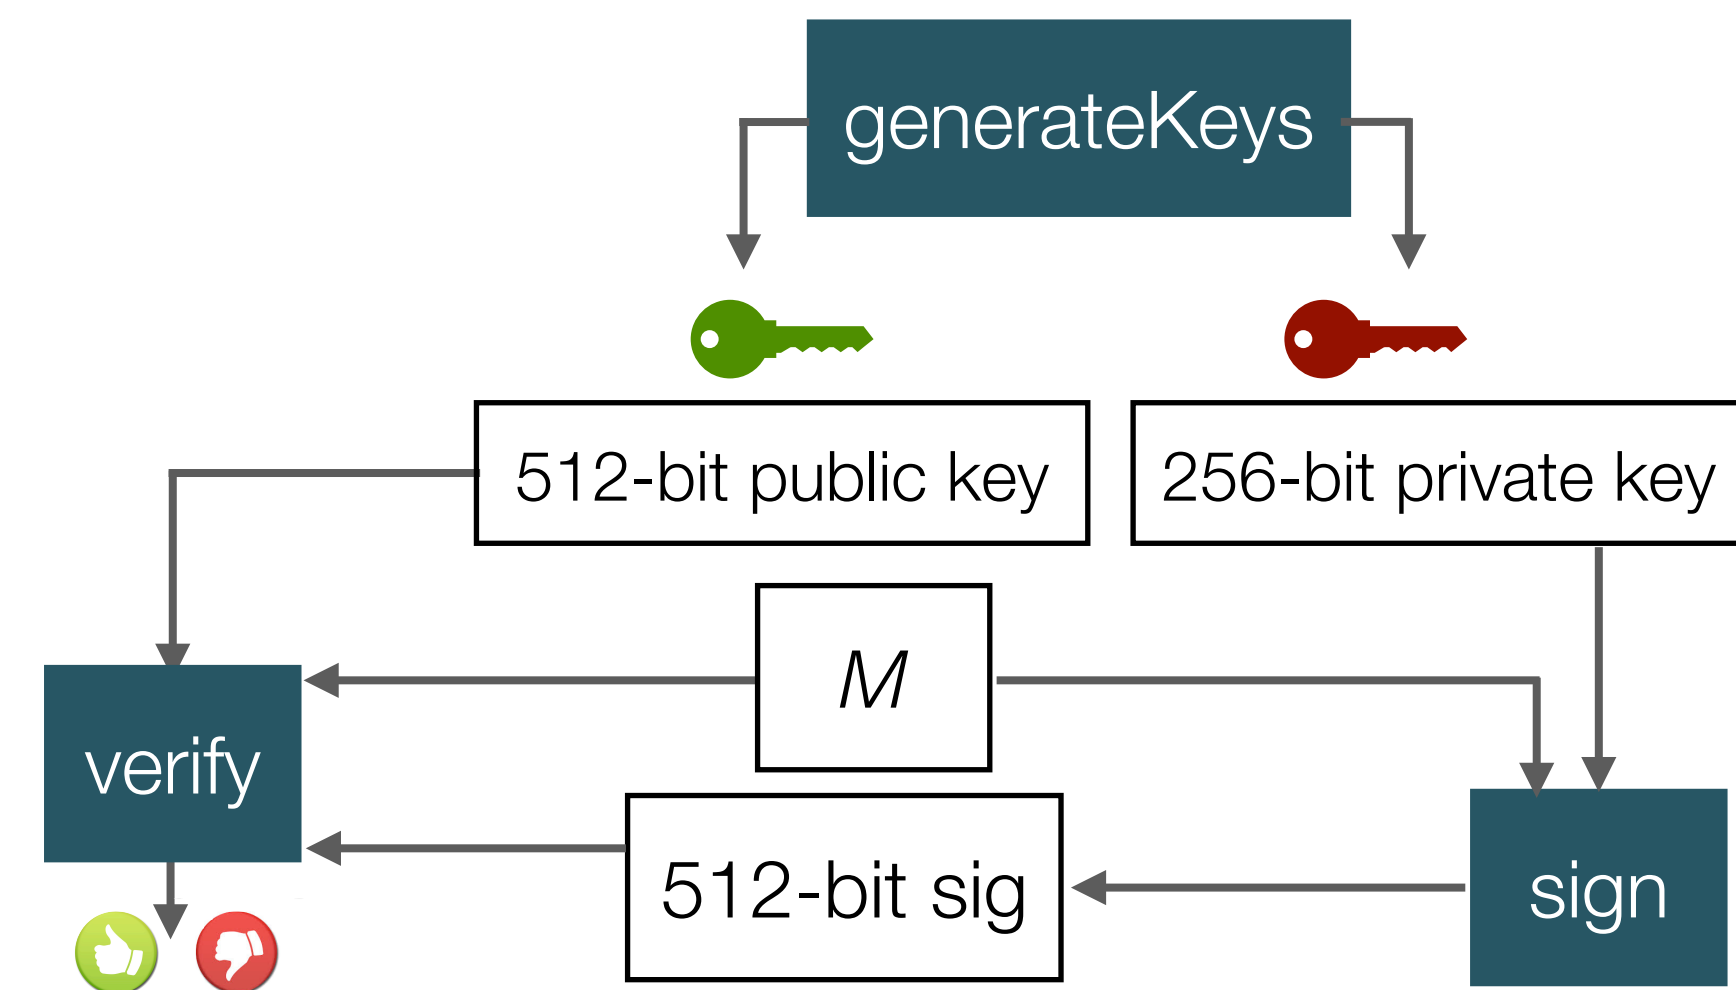 generateKeys
512-bit public key
256-bit private key
M
verify
512-bit sig
sign